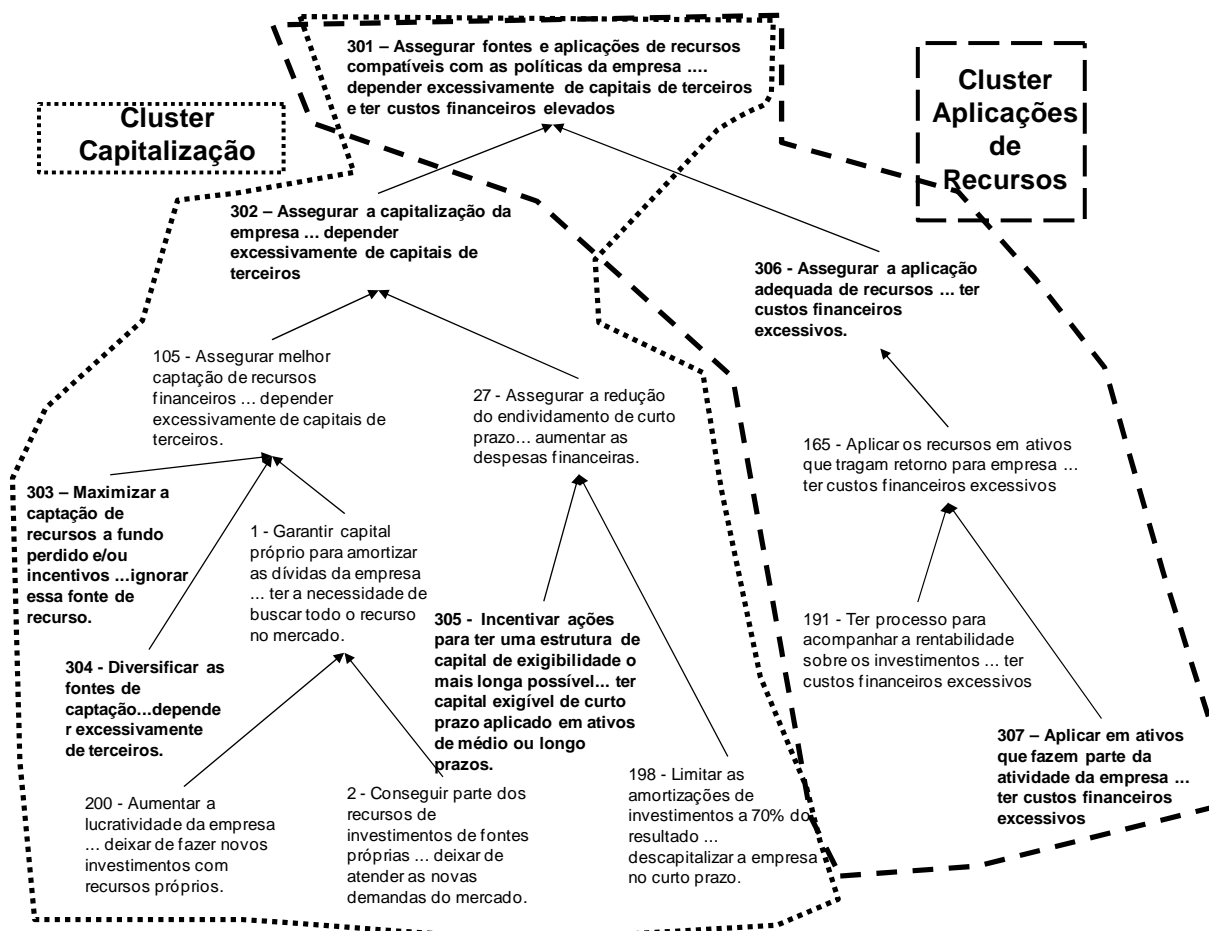 301 – Assegurar fontes e aplicações de recursos
compatíveis com as políticas da empresa ....
depender excessivamente de capitais de terceiros
e ter custos financeiros elevados
Cluster
Capitalização
Cluster
Aplicações
de
Recursos
302 – Assegurar a capitalização da
empresa ... depender
excessivamente de capitais de
terceiros
306 - Assegurar a aplicação
adequada de recursos ... ter
custos financeiros
excessivos.
105 - Assegurar melhor
captação de recursos
financeiros ... depender
excessivamente de capitais de
terceiros.
27 - Assegurar a redução
do endividamento de curto
prazo... aumentar as
despesas financeiras.
165 - Aplicar os recursos em ativos
que tragam retorno para empresa ...
ter custos financeiros excessivos
303 – Maximizar a
captação de
recursos a fundo
perdido e/ou
incentivos ...ignorar
essa fonte de
recurso.
1 - Garantir capital
próprio para amortizar
as dívidas da empresa
... ter a necessidade de
buscar todo o recurso
no mercado.
305 - Incentivar ações
para ter uma estrutura de
capital de exigibilidade o
mais longa possível... ter
capital exigível de curto
prazo aplicado em ativos
de médio ou longo
prazos.
191 - Ter processo para
acompanhar a rentabilidade
sobre os investimentos ... ter
custos financeiros excessivos
304 - Diversificar as
fontes de
captação...depende
r excessivamente
de terceiros.
307 – Aplicar em ativos
que fazem parte da
atividade da empresa ...
ter custos financeiros
excessivos
200 - Aumentar a
lucratividade da empresa
... deixar de fazer novos
investimentos com
recursos próprios.
2 - Conseguir parte dos
recursos de
investimentos de fontes
próprias ... deixar de
atender as novas
demandas do mercado.
198 - Limitar as
amortizações de
investimentos a 70% do
resultado ...
descapitalizar a empresa
no curto prazo.